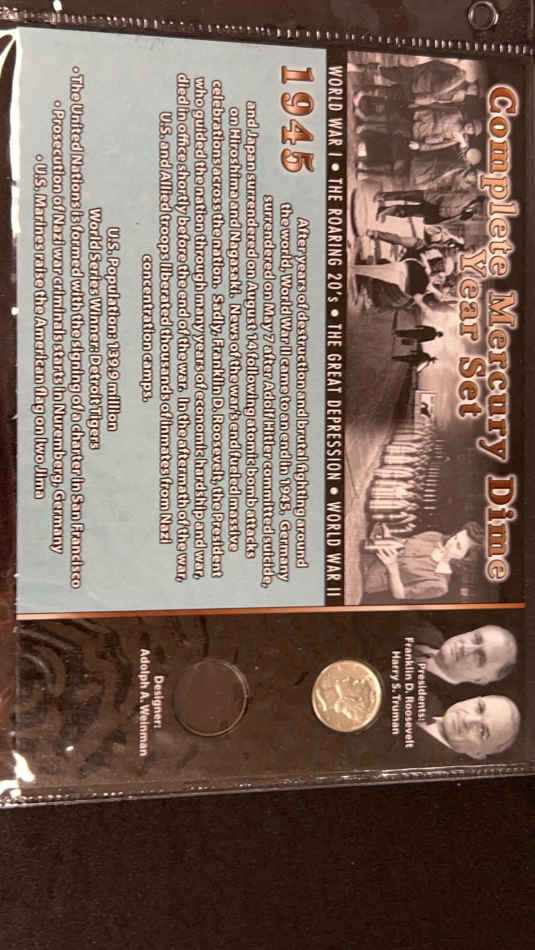 Complete Mercury Dime
Year Set
WORLD WAR I • THE ROARING 20's • THE GREAT DEPRESSION • WORLD WAR II
1945
After years of destruction and brutal fighting around
the world, World War II came to an end in 1945. Germany
surrendered on May 7 after Adolf Hitler committed suicide,
and Japan surrendered on August 14 following atomic bomb attacks
on Hiroshima and Nagasaki. News of the war's end fueled massive
celebrations across the nation. Sadly, Franklin D. Roosevelt, the President
who guided the nation through many years of economic hardship and war,
died in office shortly before the end of the war. In the aftermath of the war,
U.S. and Allied troops liberated thousands of inmates from Nazi
concentration camps.
U.S. Population: 139.9 million
World Series Winner: Detroit Tigers
• The United Nations is formed with the signing of a charter in San Francisco
• Prosecution of Nazi war criminals starts in Nuremberg, Germany
• U.S. Marines raise the American flag on Iwo Jima
Presidents:
Franklin D. Roosevelt
Harry S. Truman
Designer:
Adolph A. Weinman